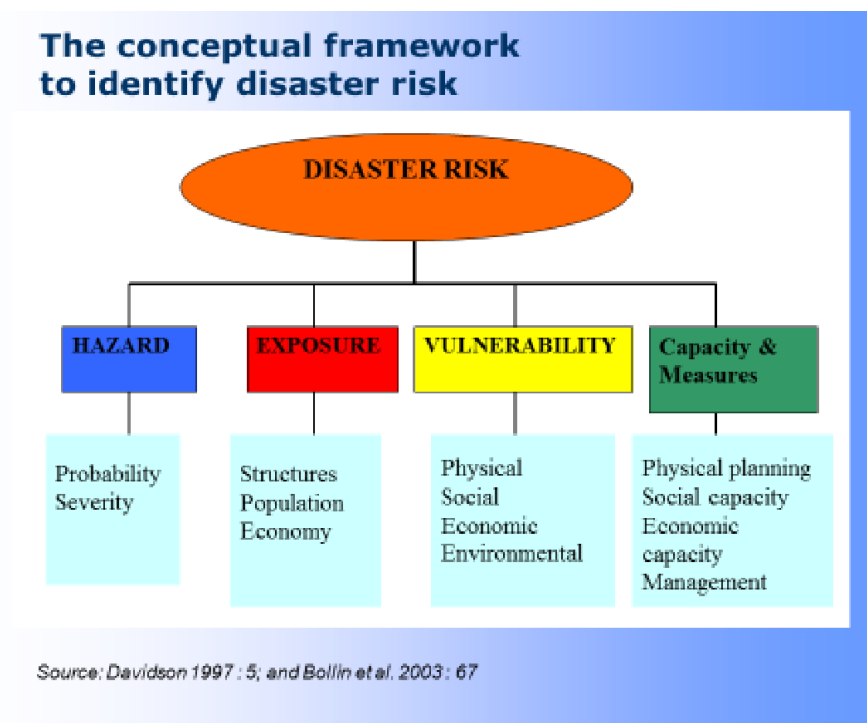 The conceptual framework
to identify disaster risk
DISASTER RISK
HAZARD
EXPOSURE
VULNERABILITY
Capacity &
Measures
Probability
Severity
Structures
Population
Economy
Physical
Social
Economic
Environmental
Physical planning
Social capacity
Economic
capacity
Management
Source: Davidson 1997 : 5; and Bollin et al. 2003 : 67